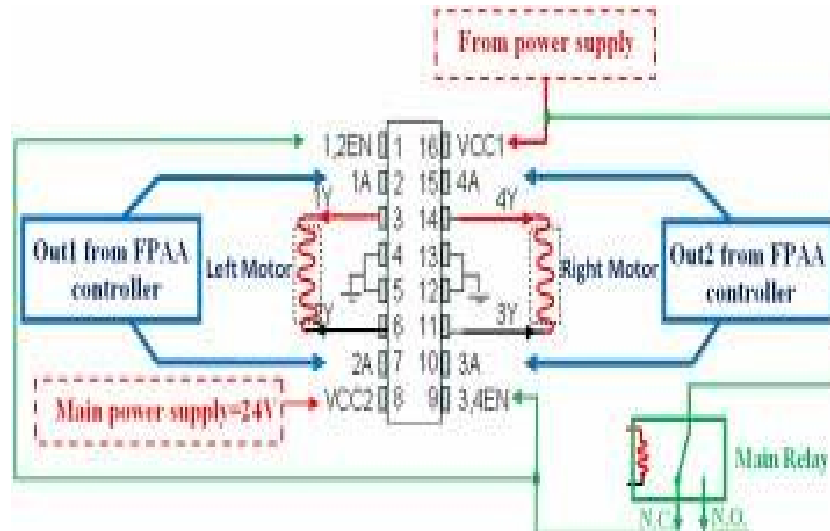 From power supply
1,2EN 1 16 VCC1
1A 2 15 4A
1Y 3 14 4Y
Out1 from FPAA
controller
Left Motor
4 13
5 12
Right Motor
Out2 from FPAA
controller
6 11 3Y
2A 7 10 3A
Main power supply=24V
VCC2 8 9 3,4EN
Main Relay
N.C N.O.